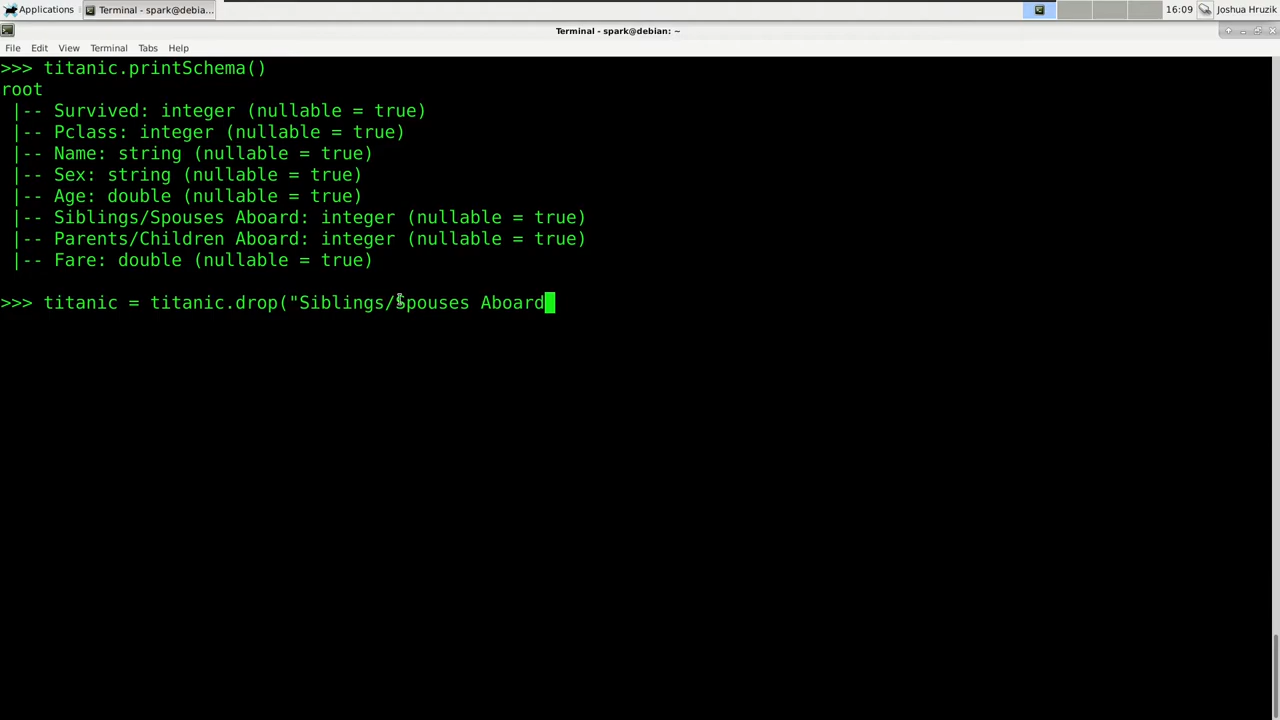 Applications Terminal - spark@debia... 16:09 Joshua Hruzik
Terminal - spark@debian: ~
File Edit View Terminal Tabs Help
>>> titanic.printSchema()
root
 |-- Survived: integer (nullable = true)
 |-- Pclass: integer (nullable = true)
 |-- Name: string (nullable = true)
 |-- Sex: string (nullable = true)
 |-- Age: double (nullable = true)
 |-- Siblings/Spouses Aboard: integer (nullable = true)
 |-- Parents/Children Aboard: integer (nullable = true)
 |-- Fare: double (nullable = true)
>>> titanic = titanic.drop("Siblings/Spouses Aboard